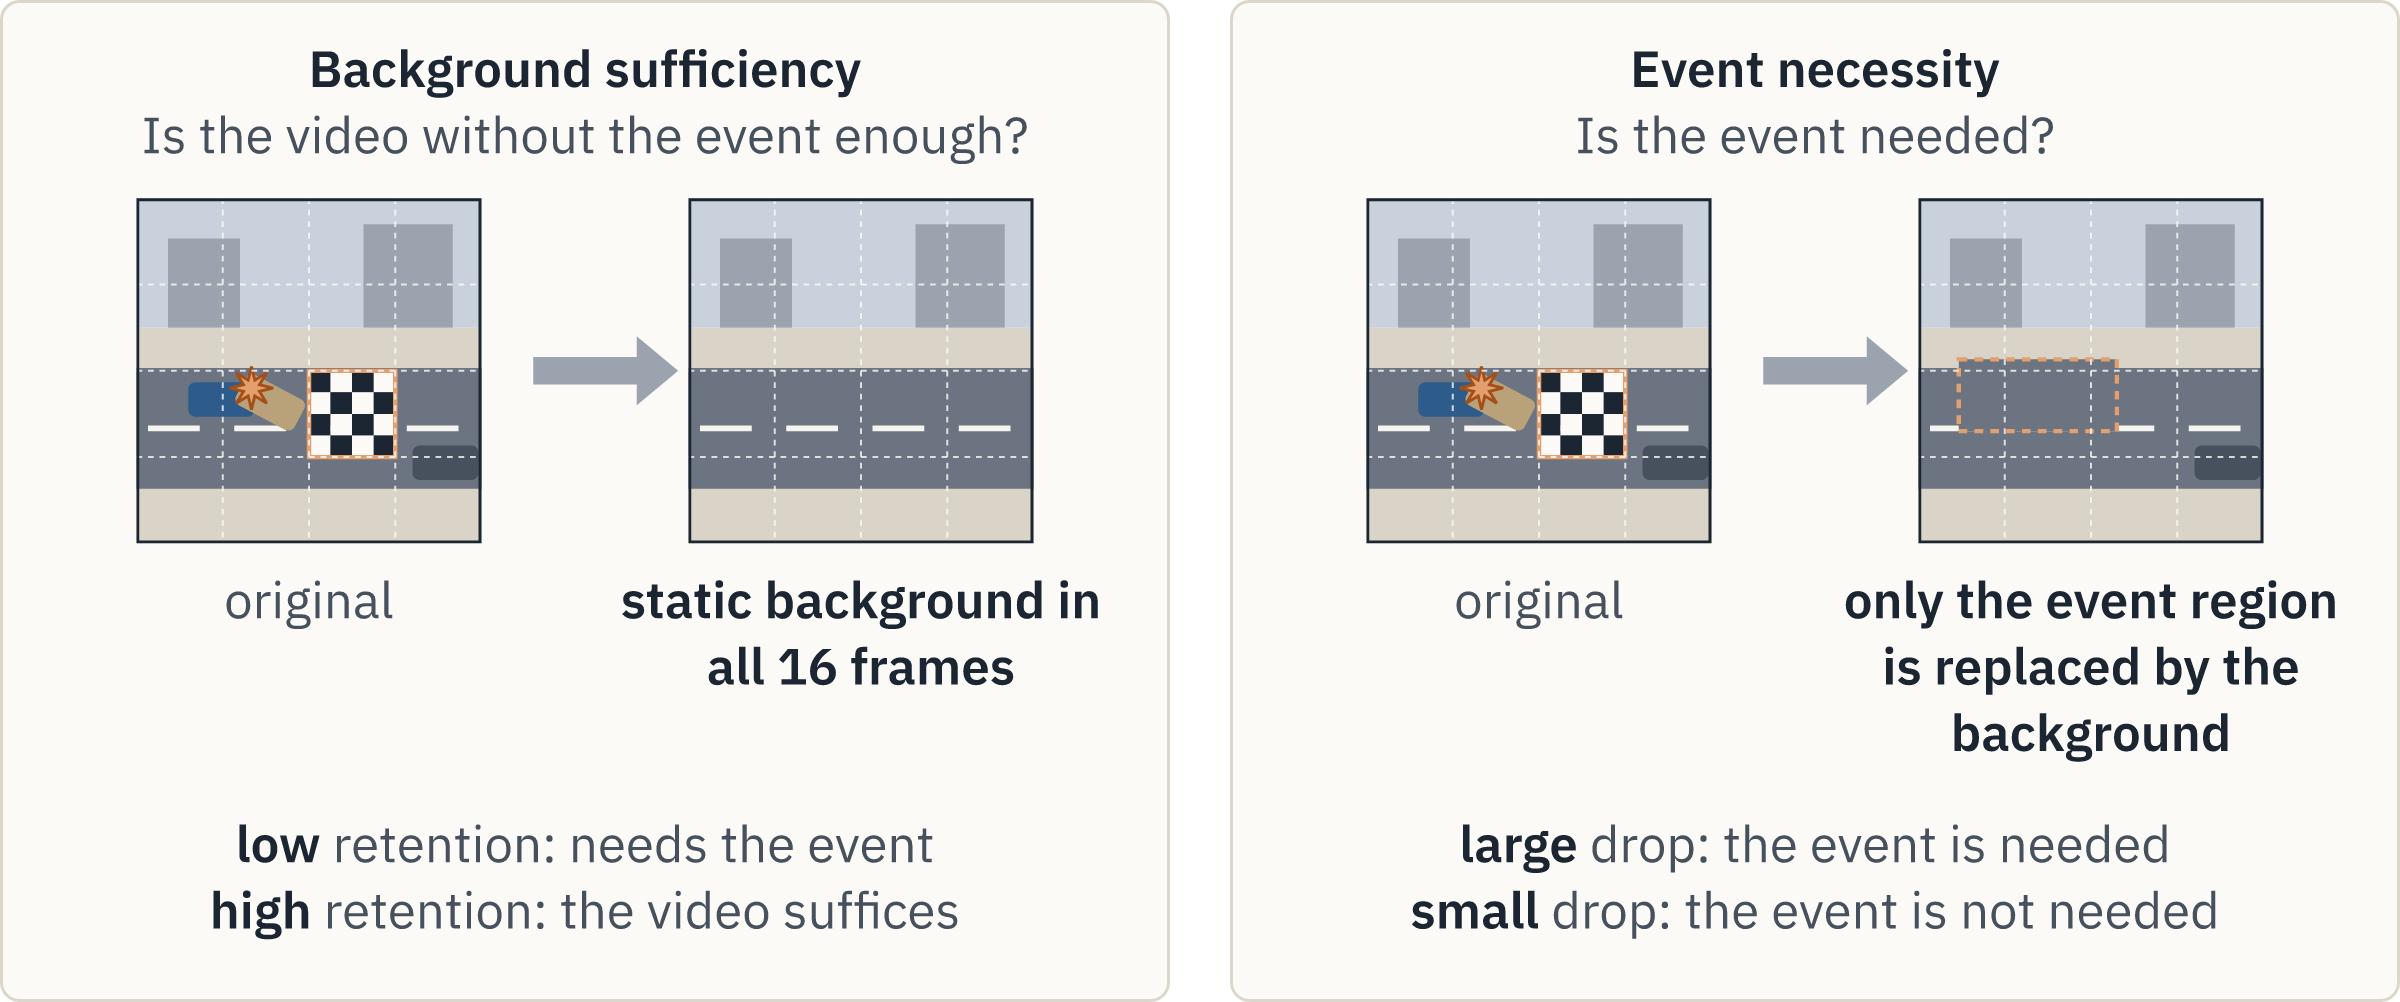 Background sufficiency
Is the video without the event enough?
original
static background in
all 16 frames
low retention: needs the event
high retention: the video suffices
Event necessity
Is the event needed?
original
only the event region
is replaced by the
background
large drop: the event is needed
small drop: the event is not needed